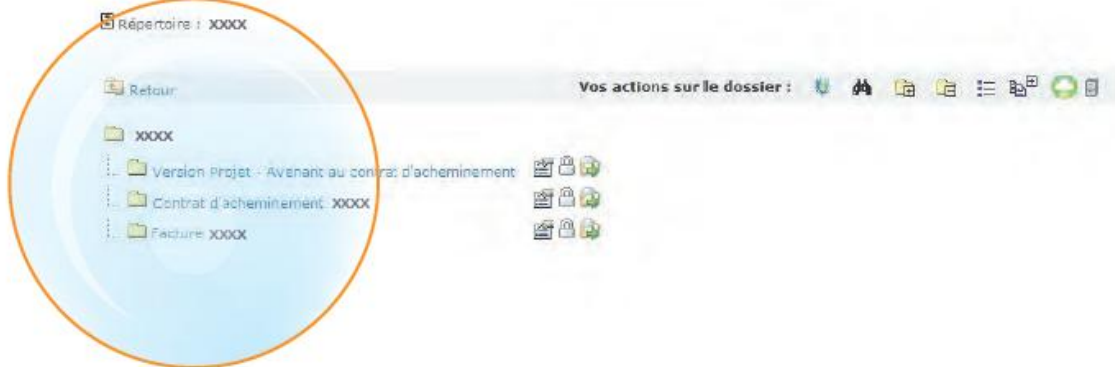 Répertoire : XXXX
Retour
Vos actions sur le dossier :
XXXX
Version Projet - Avenant au contrat d'acheminement
Contrat d'acheminement XXXX
Facture XXXX